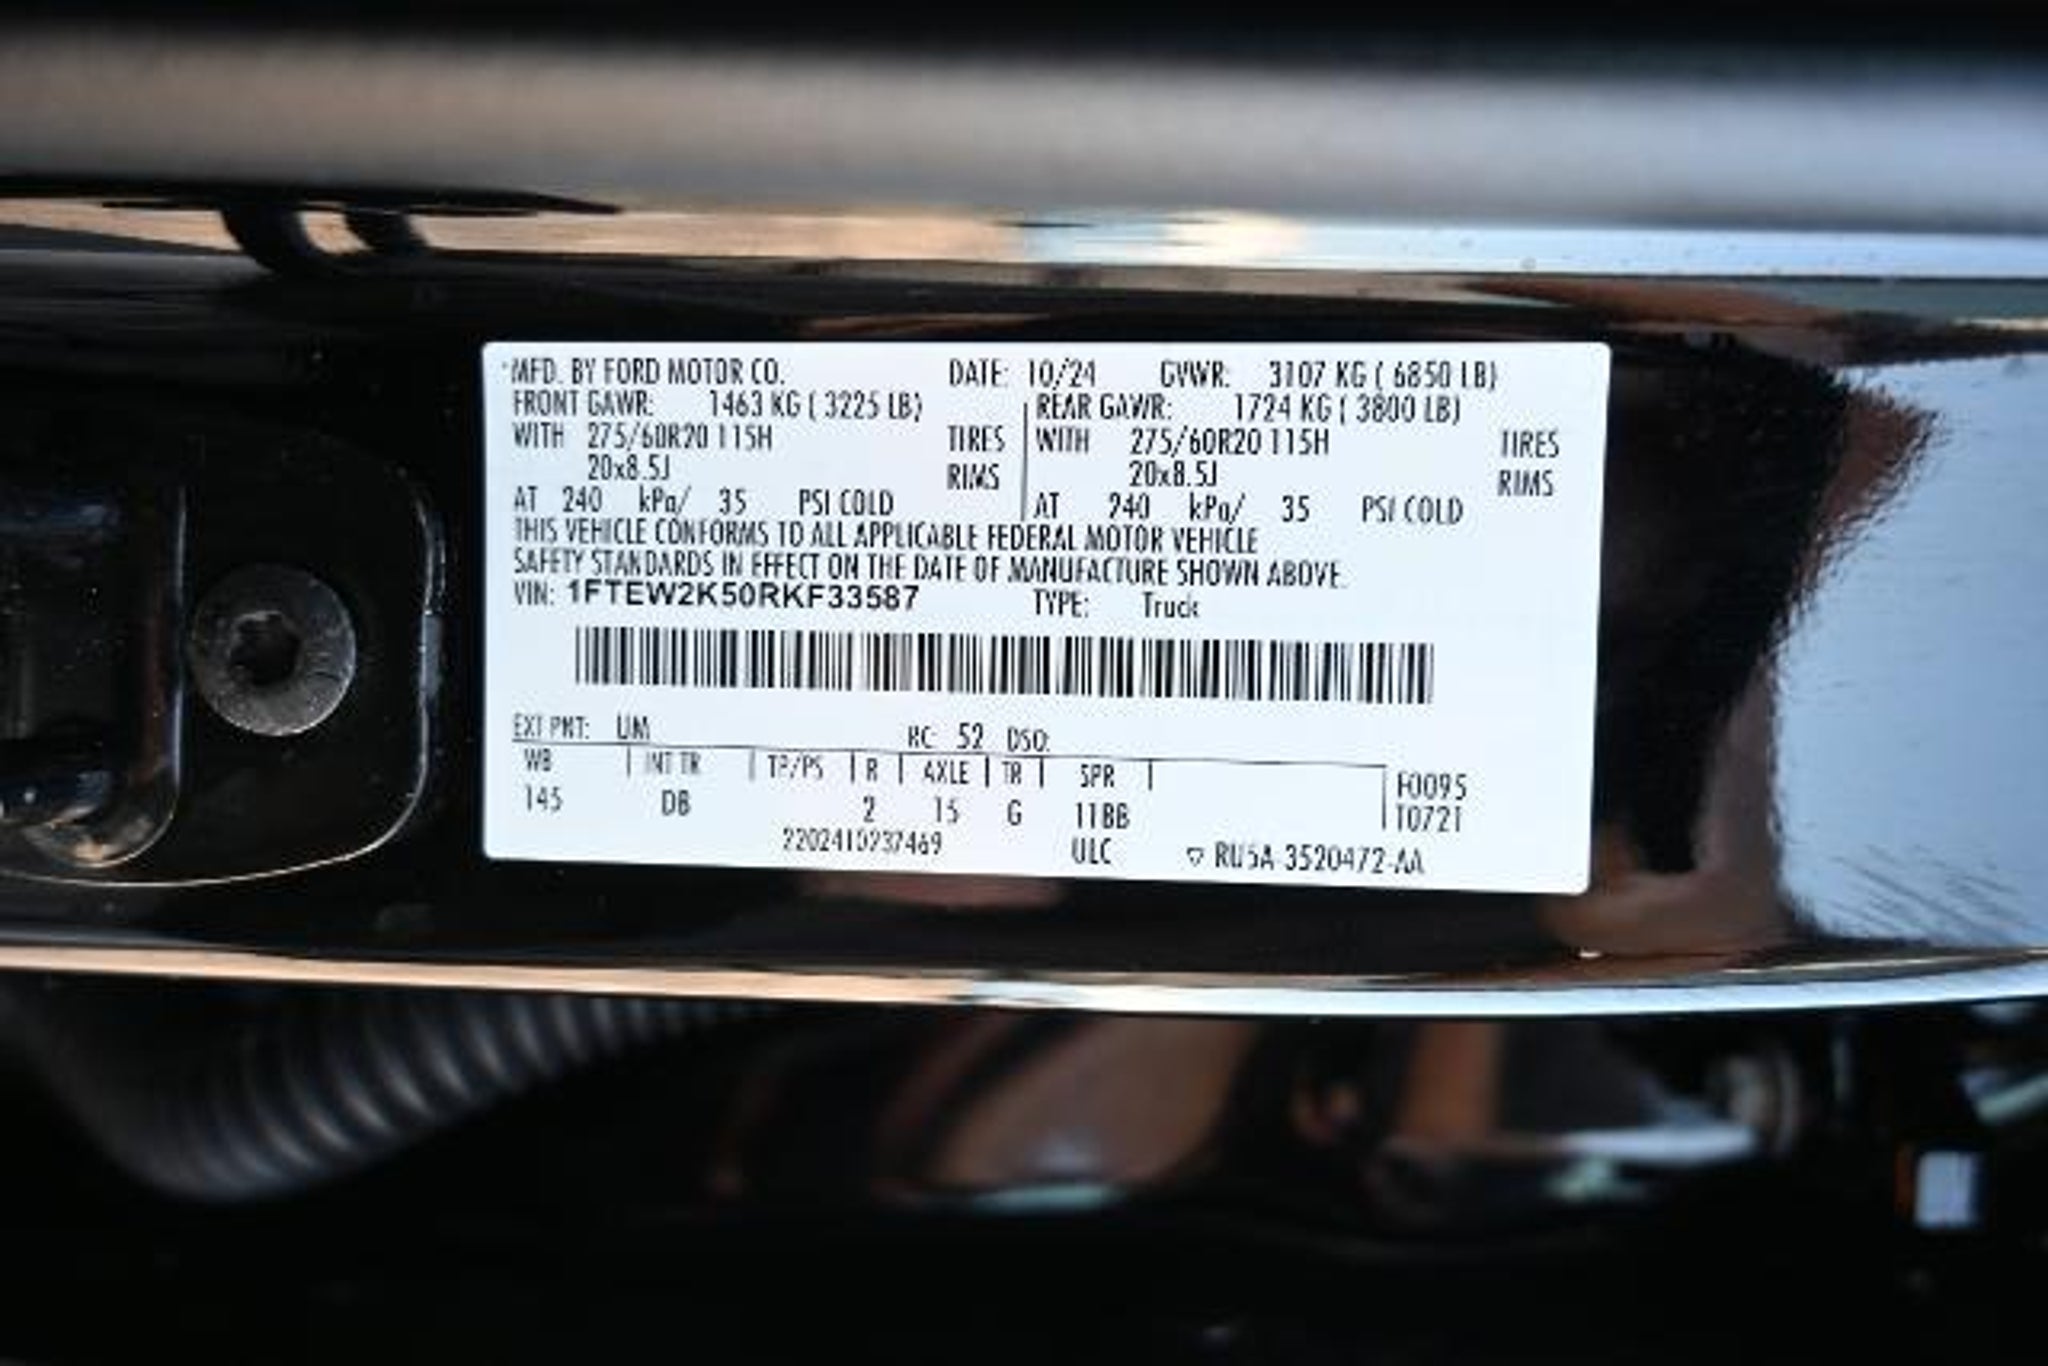 MFD. BY FORD MOTOR CO. DATE: 10/24 GVWR: 3107 KG ( 6850 LB)
FRONT GAWR: 1463 KG ( 3225 LB) REAR GAWR: 1724 KG ( 3800 LB)
WITH 275/60R20 115H TIRES WITH 275/60R20 115H TIRES
20x8.5J RIMS 20x8.5J RIMS
AT 240 kPa/ 35 PSI COLD AT 240 kPa/ 35 PSI COLD
THIS VEHICLE CONFORMS TO ALL APPLICABLE FEDERAL MOTOR VEHICLE
SAFETY STANDARDS IN EFFECT ON THE DATE OF MANUFACTURE SHOWN ABOVE.
VIN: 1FTEW2K50RKF33587 TYPE: Truck
EXT PNT: UM RC: 52 DSO:
WB INT TR TP/PS R AXLE TR SPR F0095
145 DB 2 15 G 11BB T0721
2202410237469 ULC RU5A-3520472-AA